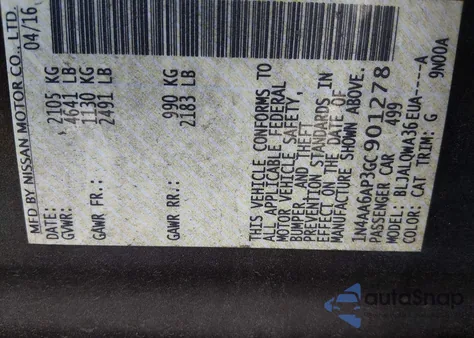 MFD BY NISSAN MOTOR CO., LTD.
DATE: 04/16
GVWR: 2105 KG
4641 LB
GAWR FR: 1130 KG
2491 LB
GAWR RR: 990 KG
2183 LB
THIS VEHICLE CONFORMS TO
ALL APPLICABLE FEDERAL
MOTOR VEHICLE SAFETY,
BUMPER, AND THEFT
PREVENTION STANDARDS IN
EFFECT ON THE DATE OF
MANUFACTURE SHOWN ABOVE.
1N4AA6AP3GC901278
PASSENGER CAR 499
MODEL: BLJALQWA36EUA----A
COLOR: CAT TRIM: G 9N00A
autoSnap